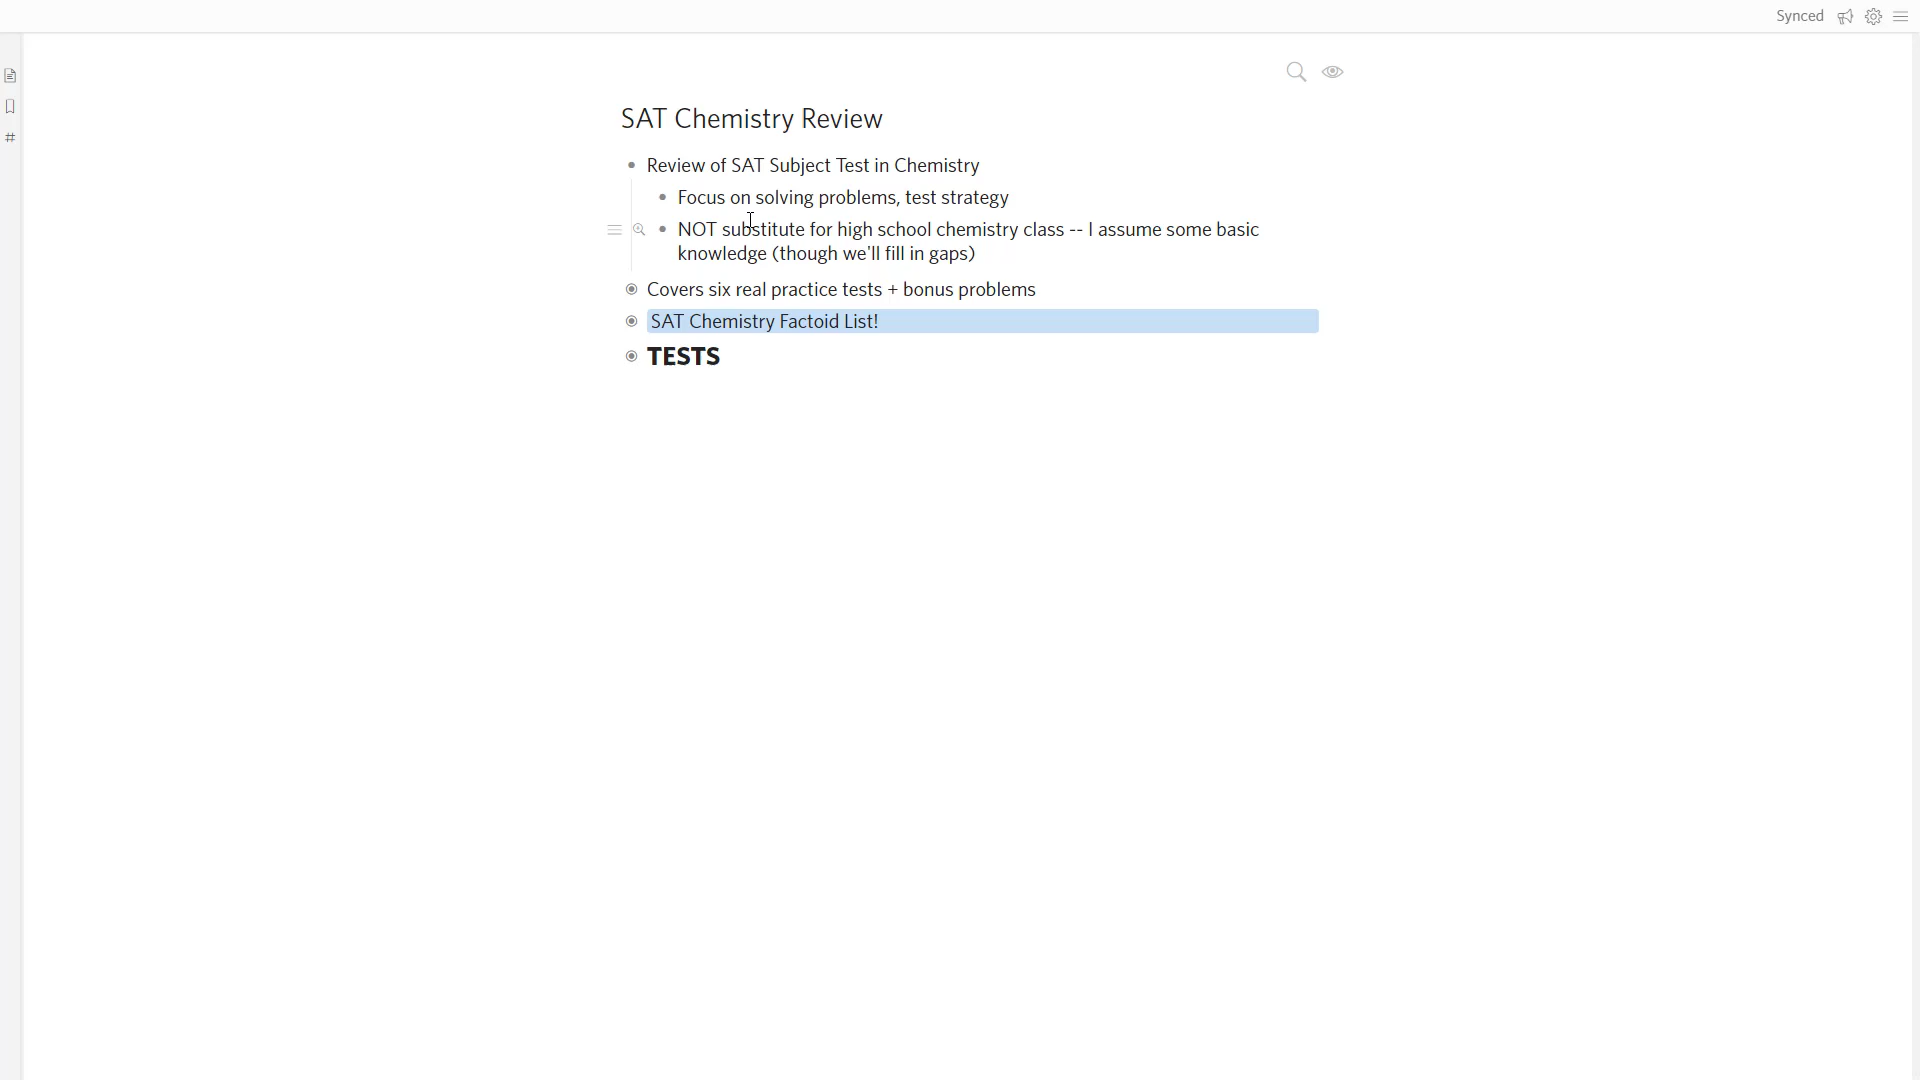 Synced
SAT Chemistry Review
Review of SAT Subject Test in Chemistry
Focus on solving problems, test strategy
NOT substitute for high school chemistry class -- I assume some basic
knowledge (though we'll fill in gaps)
Covers six real practice tests + bonus problems
SAT Chemistry Factoid List!
TESTS